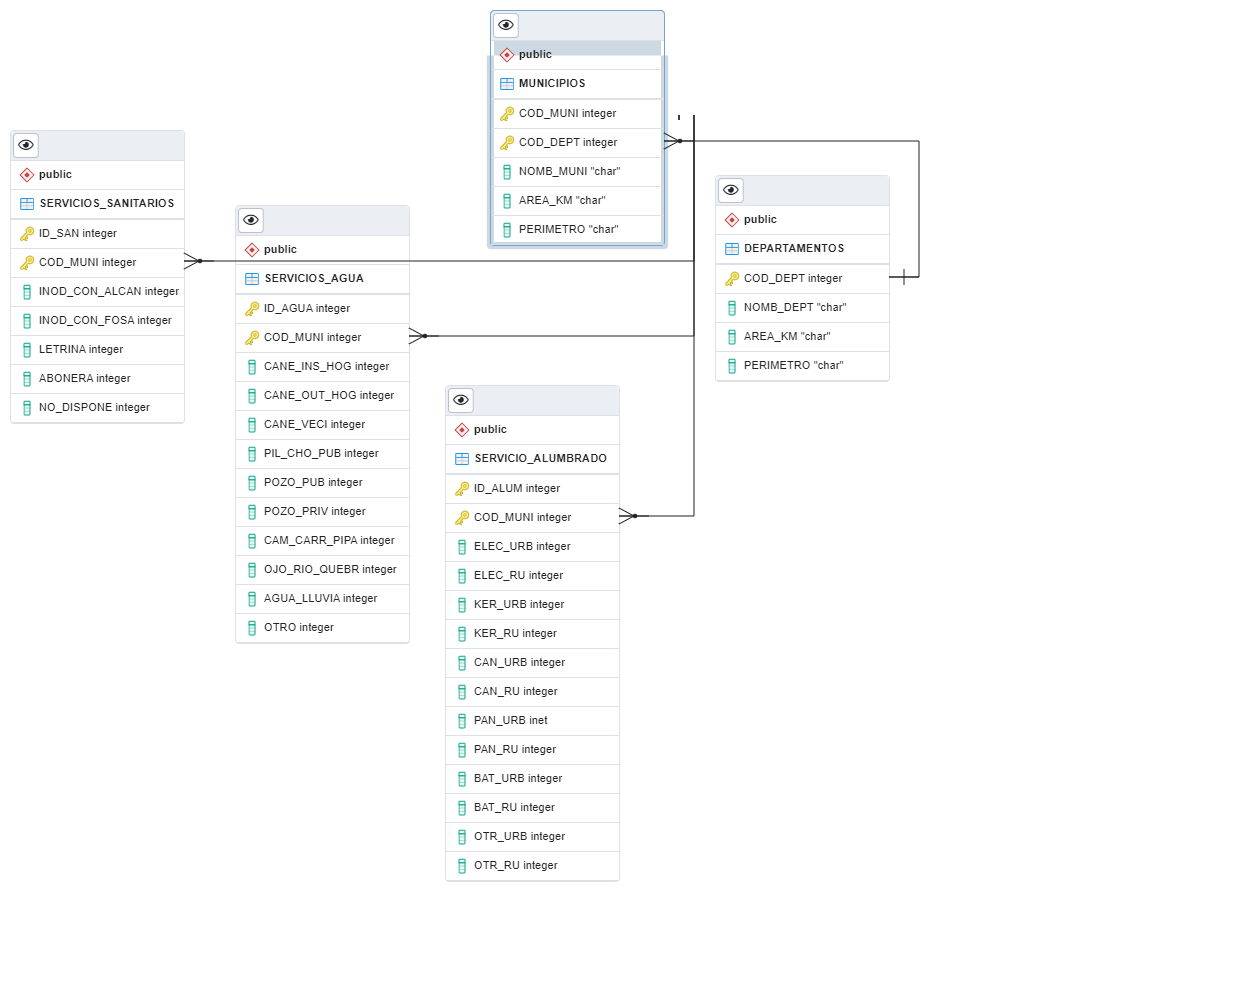 public
MUNICIPIOS
COD_MUNI integer
COD_DEPT integer
NOMB_MUNI "char"
AREA_KM "char"
PERIMETRO "char"
public
SERVICIOS_SANITARIOS
ID_SAN integer
COD_MUNI integer
INOD_CON_ALCAN integer
INOD_CON_FOSA integer
LETRINA integer
ABONERA integer
NO_DISPONE integer
public
SERVICIOS_AGUA
ID_AGUA integer
COD_MUNI integer
CANE_INS_HOG integer
CANE_OUT_HOG integer
CANE_VECI integer
PIL_CHO_PUB integer
POZO_PUB integer
POZO_PRIV integer
CAM_CARR_PIPA integer
OJO_RIO_QUEBR integer
AGUA_LLUVIA integer
OTRO integer
public
DEPARTAMENTOS
COD_DEPT integer
NOMB_DEPT "char"
AREA_KM "char"
PERIMETRO "char"
public
SERVICIO_ALUMBRADO
ID_ALUM integer
COD_MUNI integer
ELEC_URB integer
ELEC_RU integer
KER_URB integer
KER_RU integer
CAN_URB integer
CAN_RU integer
PAN_URB inet
PAN_RU integer
BAT_URB integer
BAT_RU integer
OTR_URB integer
OTR_RU integer